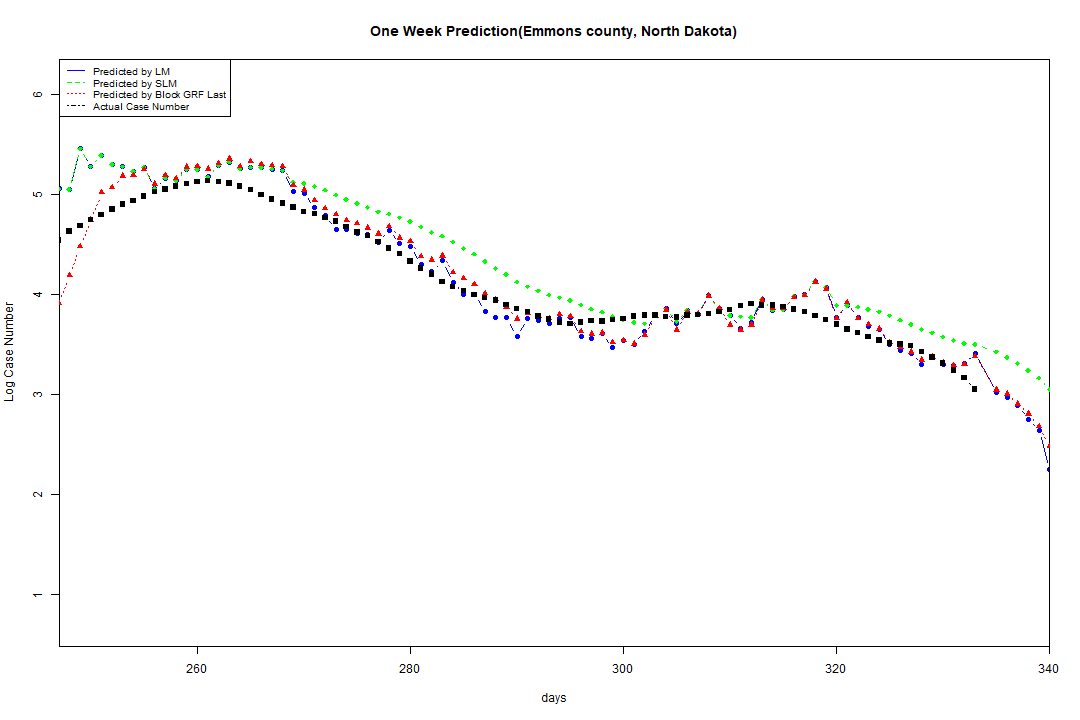 One Week Prediction(Emmons county, North Dakota)
Predicted by LM
Predicted by SLM
Predicted by Block GRF Last
Actual Case Number
6
5
4
3
2
1
Log Case Number
260
280
300
320
340
days